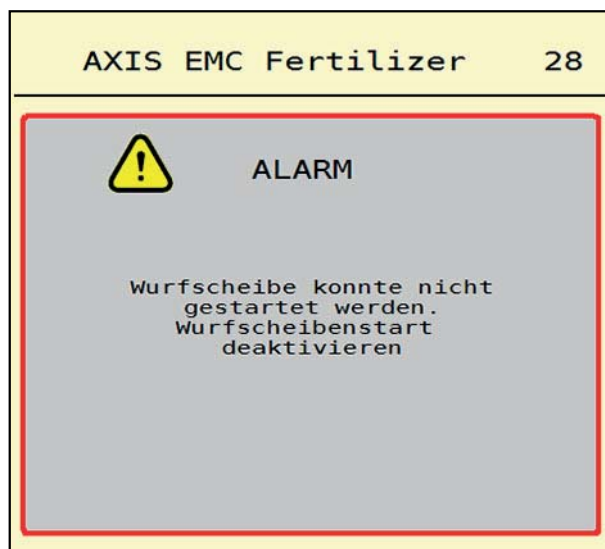 AXIS EMC Fertilizer 28
ALARM
Wurfscheibe konnte nicht
gestartet werden.
Wurfscheibenstart
deaktivieren